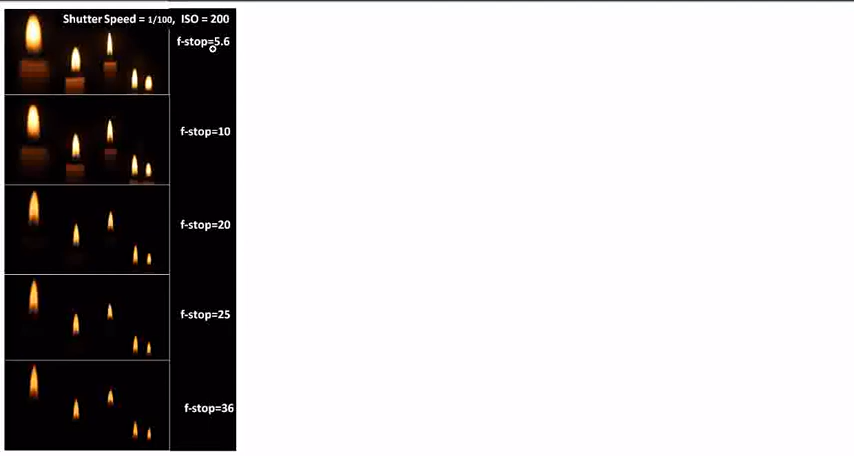 Shutter Speed = 1/100, ISO = 200
f-stop=5.6
f-stop=10
f-stop=20
f-stop=25
f-stop=36